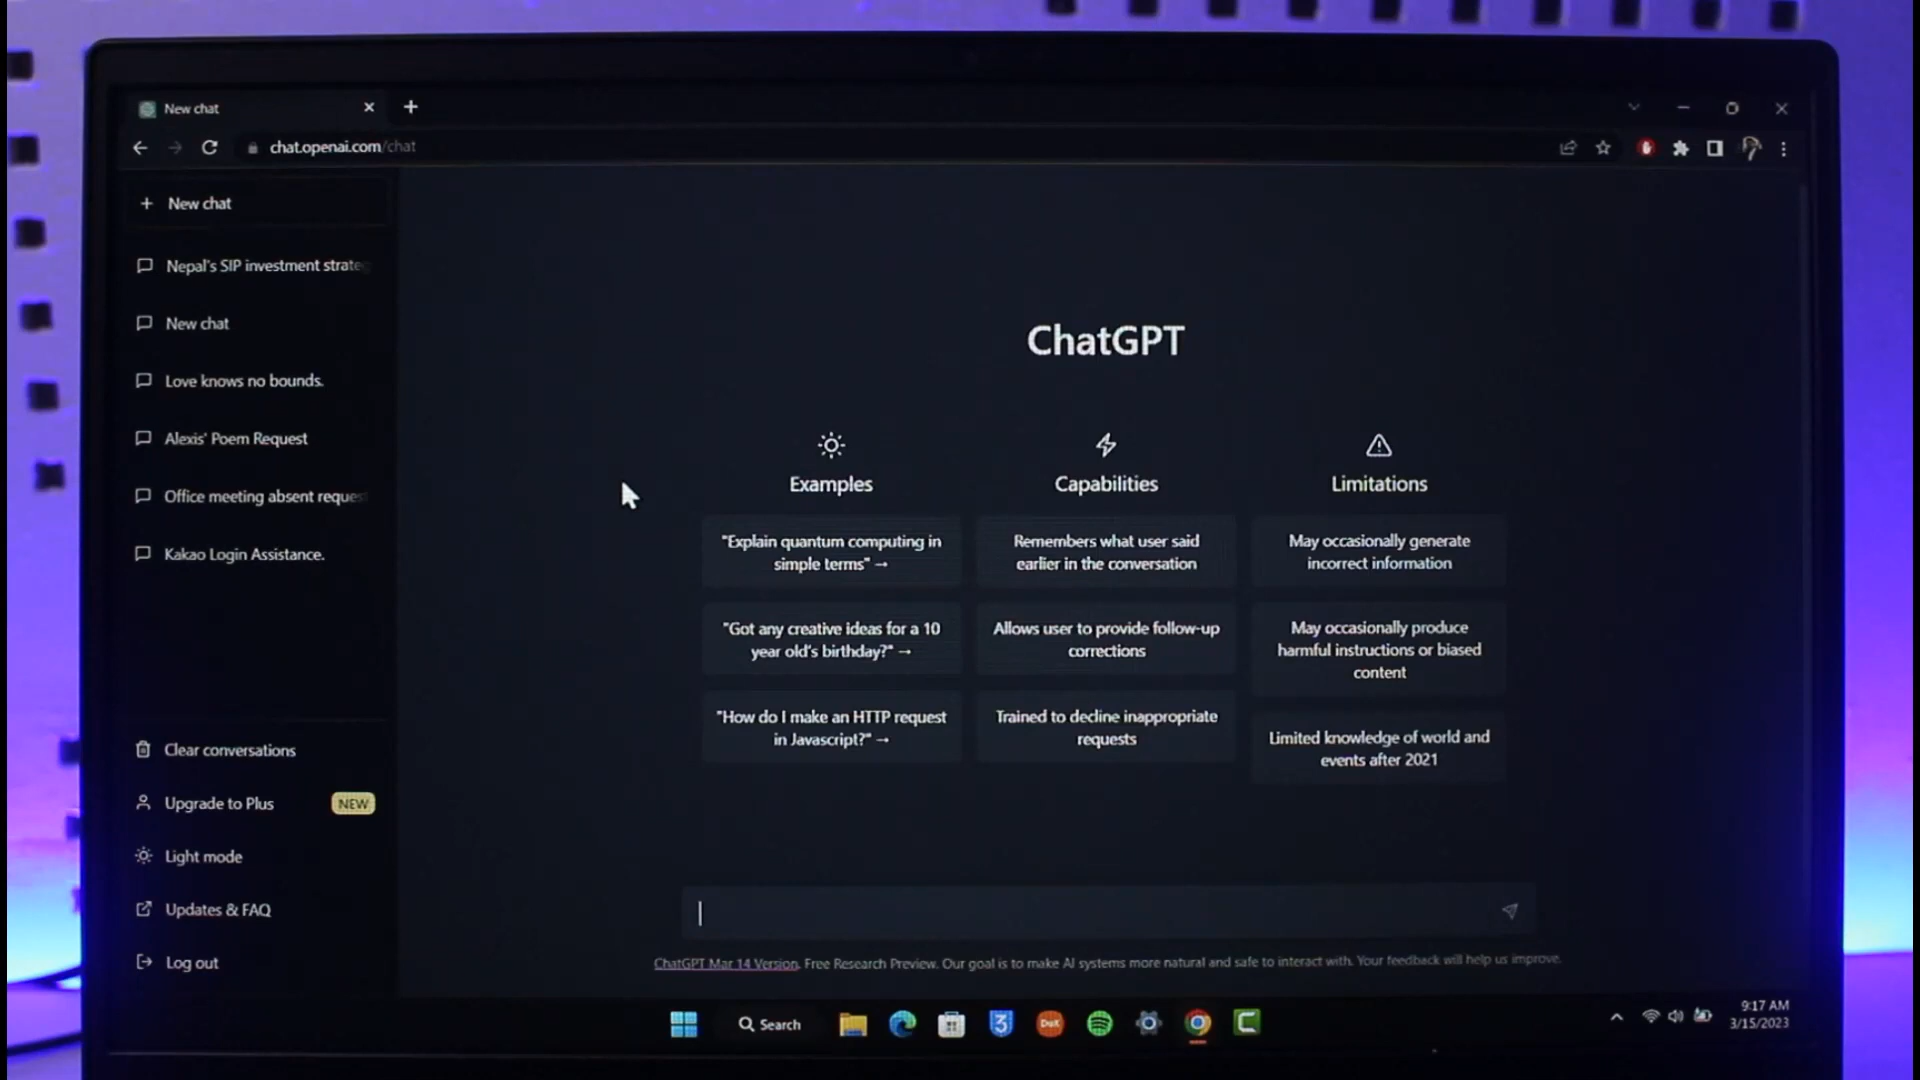 New chat
chat.openai.com/chat
New chat
Nepal's SIP investment strate
New chat
Love knows no bounds.
Alexis' Poem Request
Office meeting absent reques
Kakao Login Assistance.
Clear conversations
Upgrade to Plus NEW
Light mode
Updates & FAQ
Log out
ChatGPT
Examples
"Explain quantum computing in
simple terms" →
"Got any creative ideas for a 10
year old's birthday?" →
"How do I make an HTTP request
in Javascript?" →
Capabilities
Remembers what user said
earlier in the conversation
Allows user to provide follow-up
corrections
Trained to decline inappropriate
requests
Limitations
May occasionally generate
incorrect information
May occasionally produce
harmful instructions or biased
content
Limited knowledge of world and
events after 2021
ChatGPT Mar 14 Version. Free Research Preview. Our goal is to make AI systems more natural and safe to interact with. Your feedback will help us improve.
Search
3
DUX
9:17 AM
3/15/2023